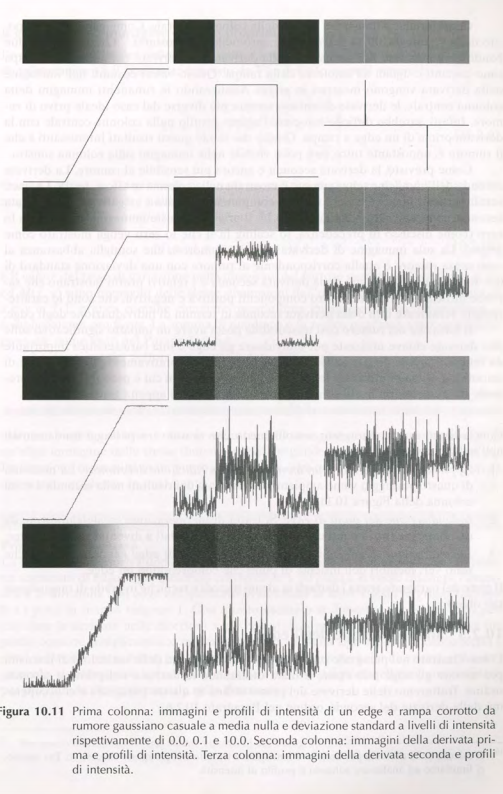 Figura 10.11 Prima colonna: immagini e profili di intensità di un edge a rampa corrotto da
rumore gaussiano casuale a media nulla e deviazione standard a livelli di intensità
rispettivamente di 0.0, 0.1 e 10.0. Seconda colonna: immagini della derivata pri-
ma e profili di intensità. Terza colonna: immagini della derivata seconda e profili
di intensità.